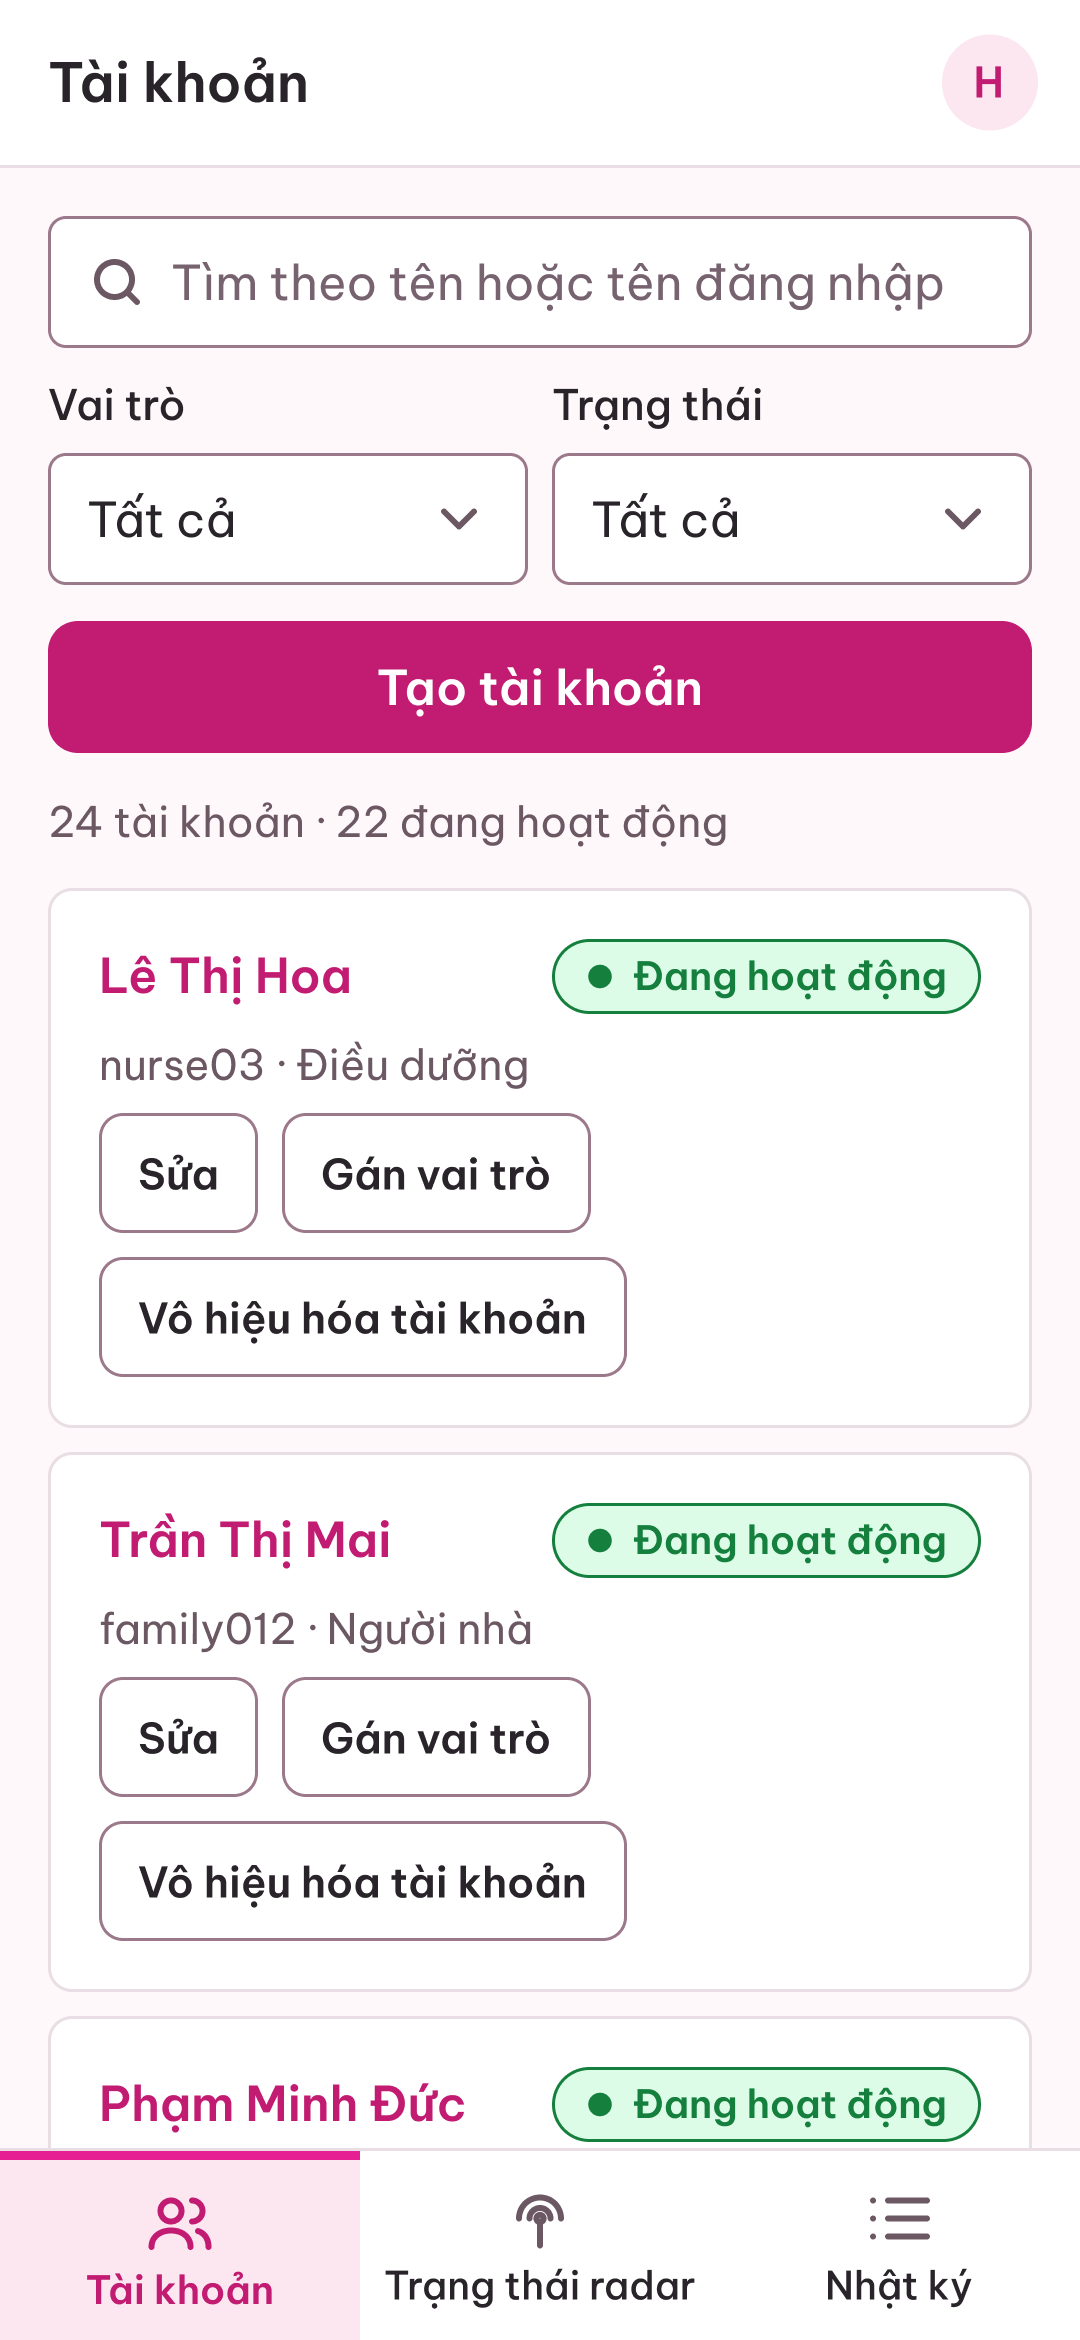 Tài khoản
H
Tìm theo tên hoặc tên đăng nhập
Vai trò
Trạng thái
Tất cả
Tất cả
Tạo tài khoản
24 tài khoản · 22 đang hoạt động
Lê Thị Hoa
Đang hoạt động
nurse03 · Điều dưỡng
Sửa
Gán vai trò
Vô hiệu hóa tài khoản
Trần Thị Mai
Đang hoạt động
family012 · Người nhà
Sửa
Gán vai trò
Vô hiệu hóa tài khoản
Phạm Minh Đức
Đang hoạt động
Tài khoản
Trạng thái radar
Nhật ký